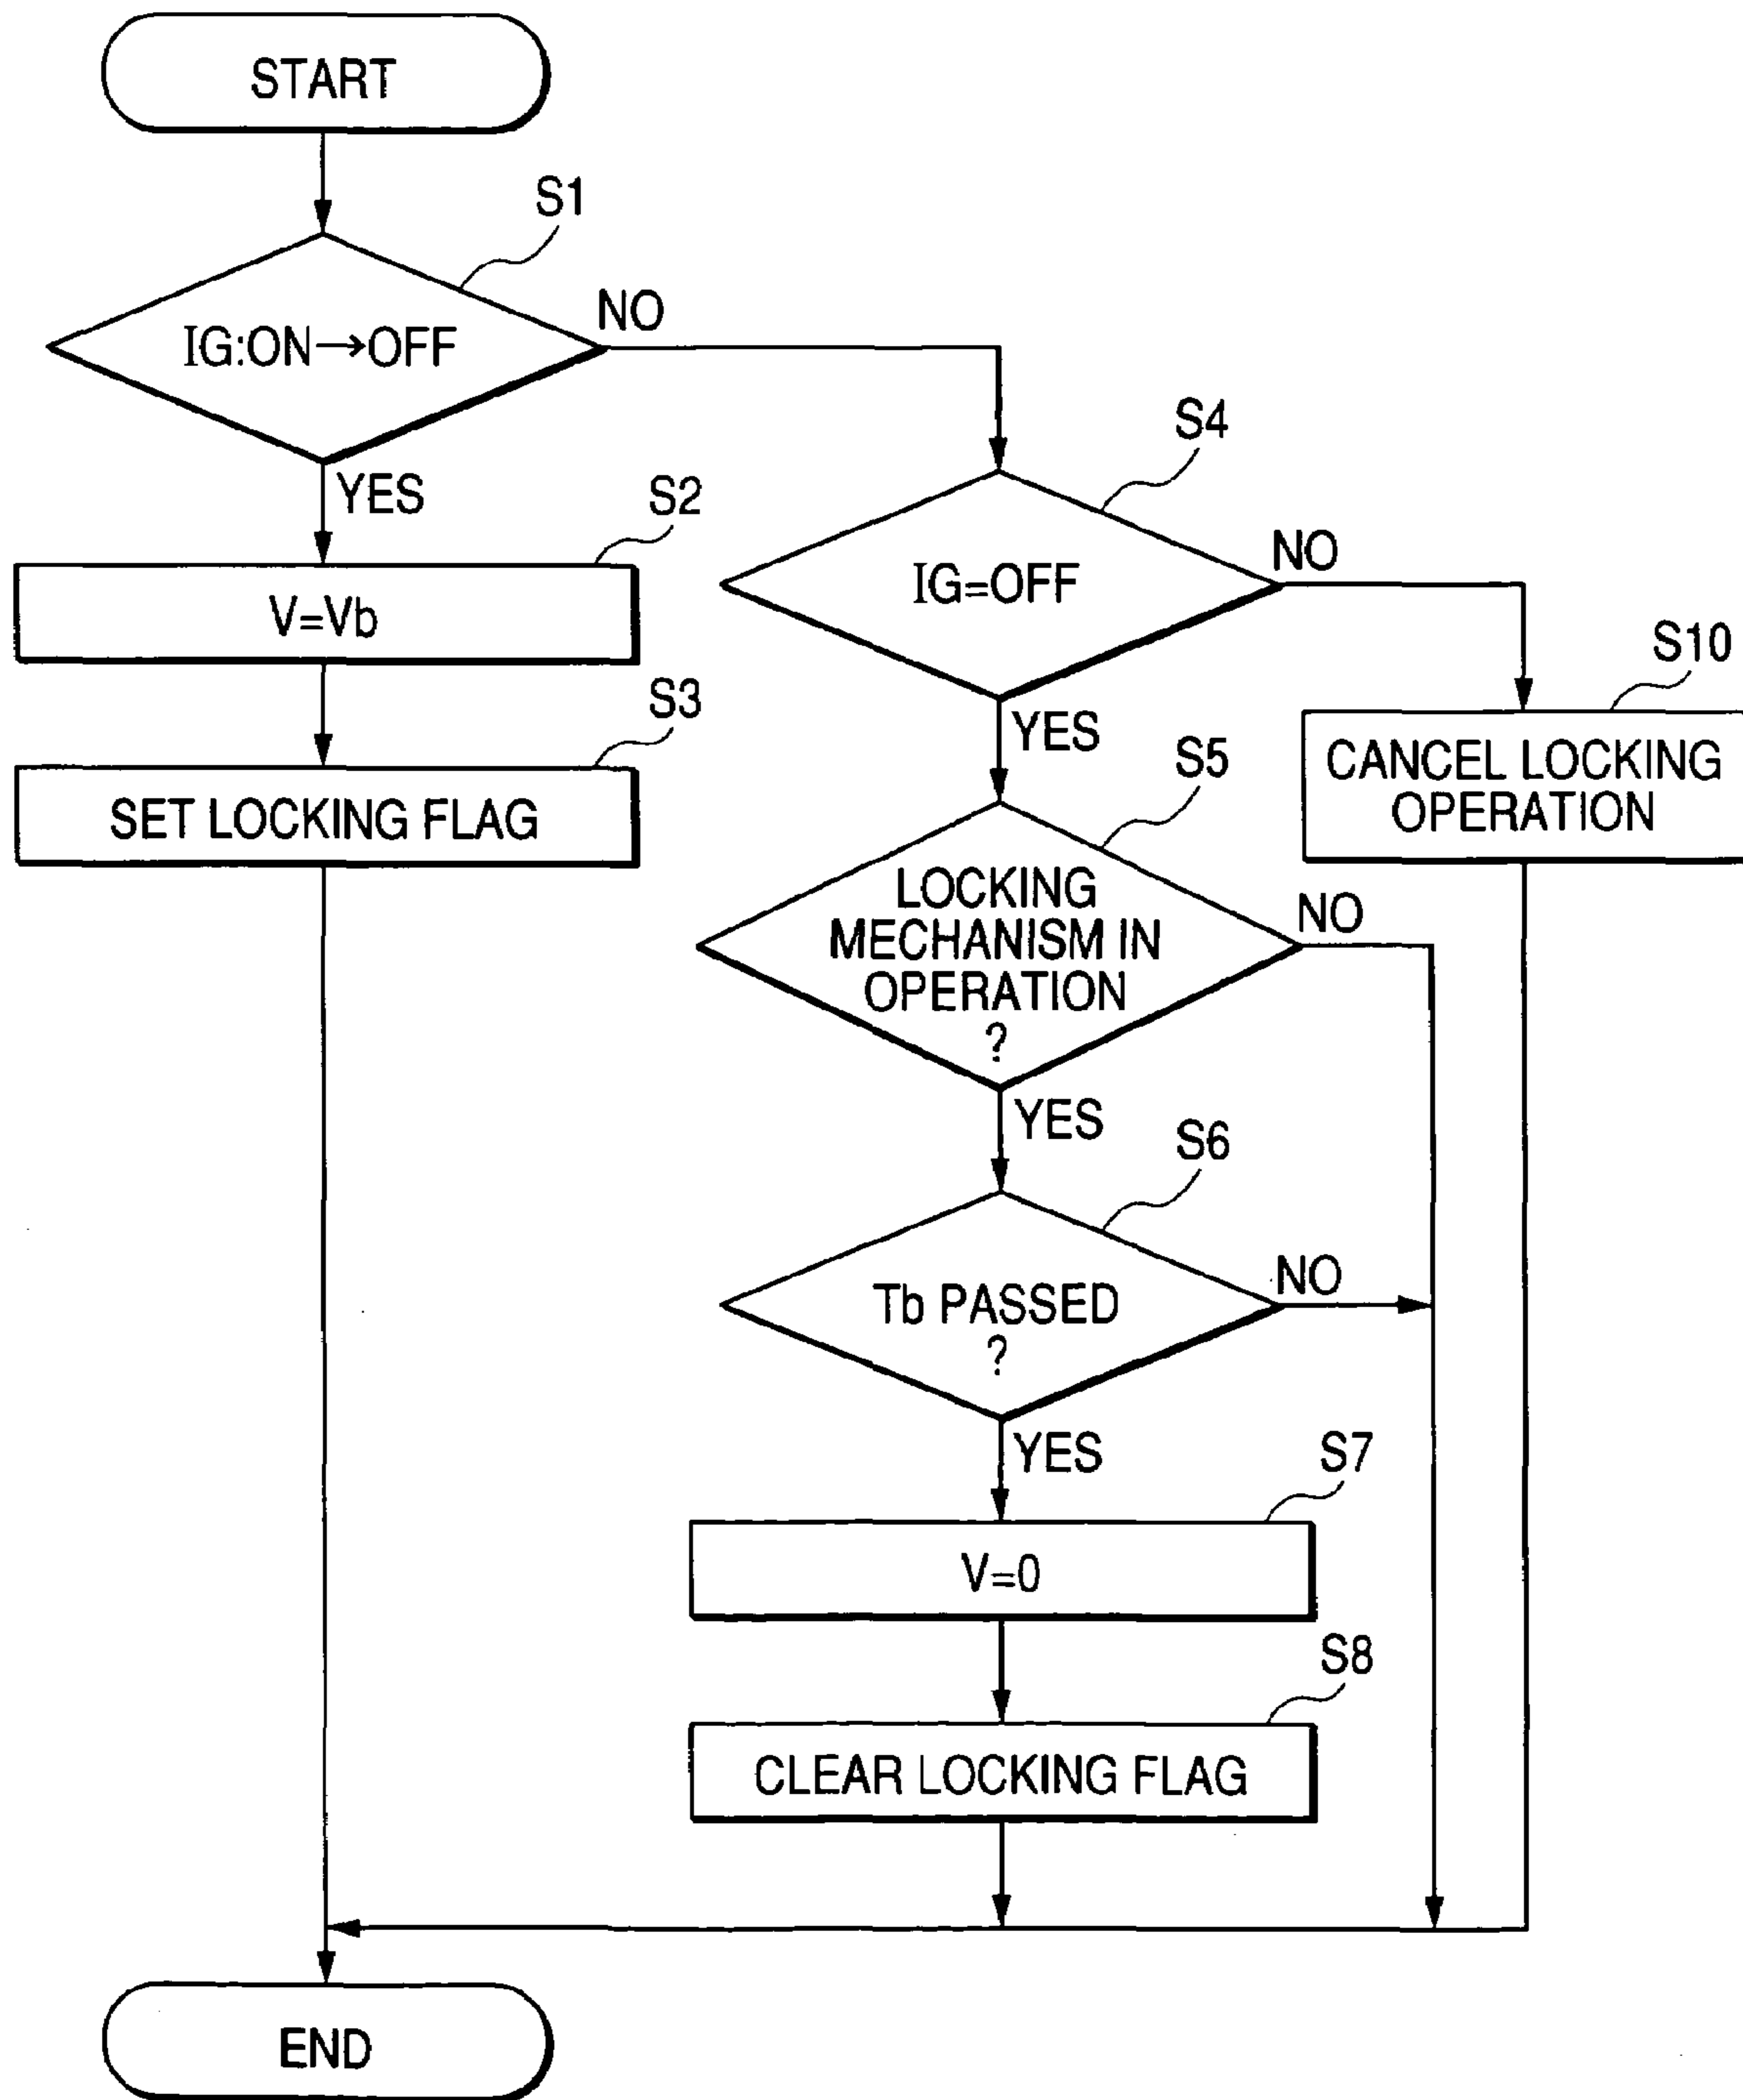 START
S1
IG:ON→OFF
NO
YES
S2
V=Vb
S3
SET LOCKING FLAG
S4
IG=OFF
NO
YES
S10
CANCEL LOCKING
OPERATION
S5
LOCKING
MECHANISM IN
OPERATION
?
NO
YES
S6
Tb PASSED
?
NO
YES
S7
V=0
S8
CLEAR LOCKING FLAG
END